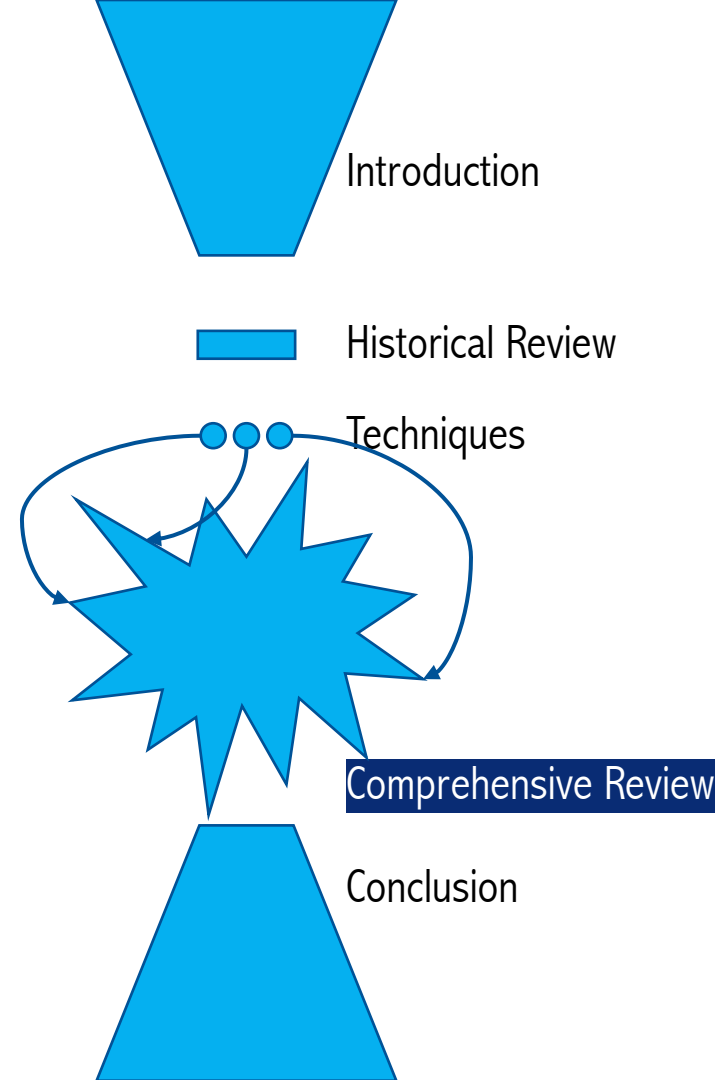 Introduction
Historical Review
Techniques
Comprehensive Review
Conclusion